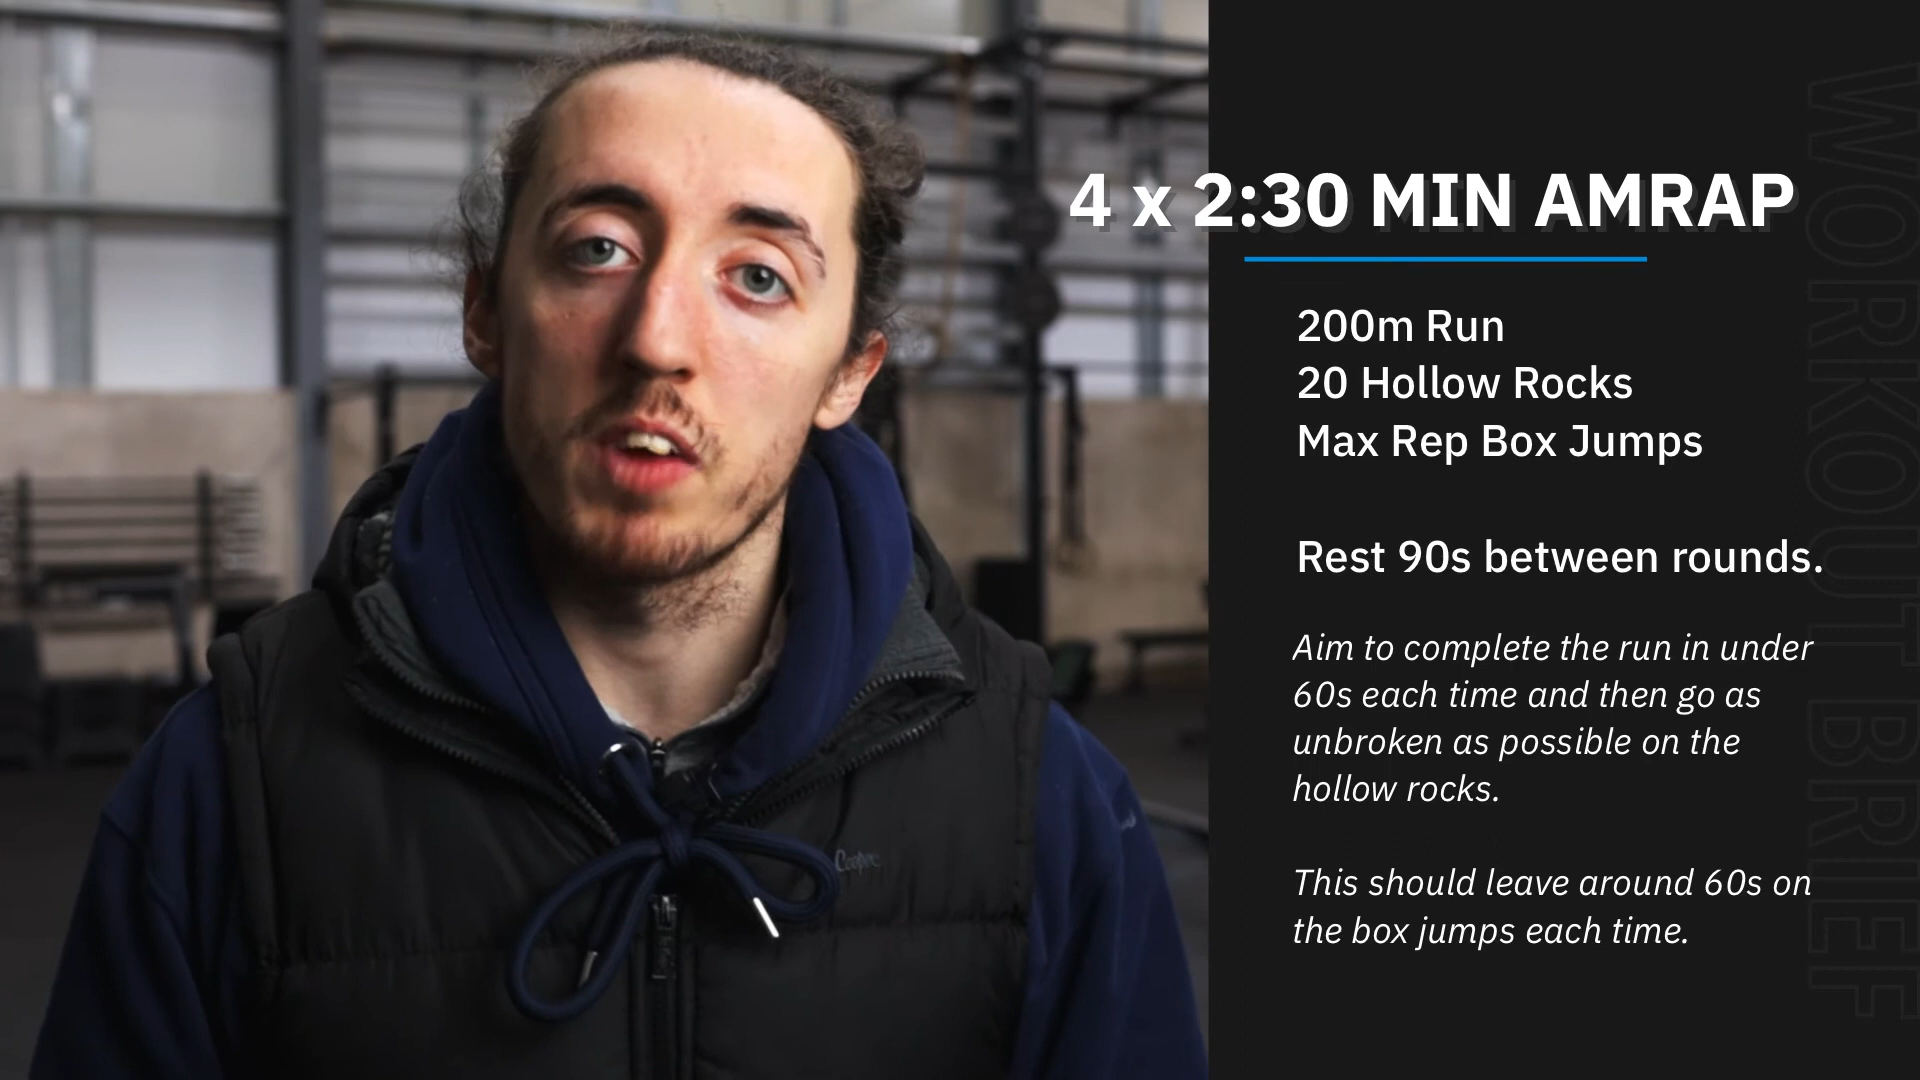 4 x 2:30 MIN AMRAP
200m Run
20 Hollow Rocks
Max Rep Box Jumps
Rest 90s between rounds.
Aim to complete the run in under
60s each time and then go as
unbroken as possible on the
hollow rocks.
This should leave around 60s on
the box jumps each time.
WORKOUT BRIEF